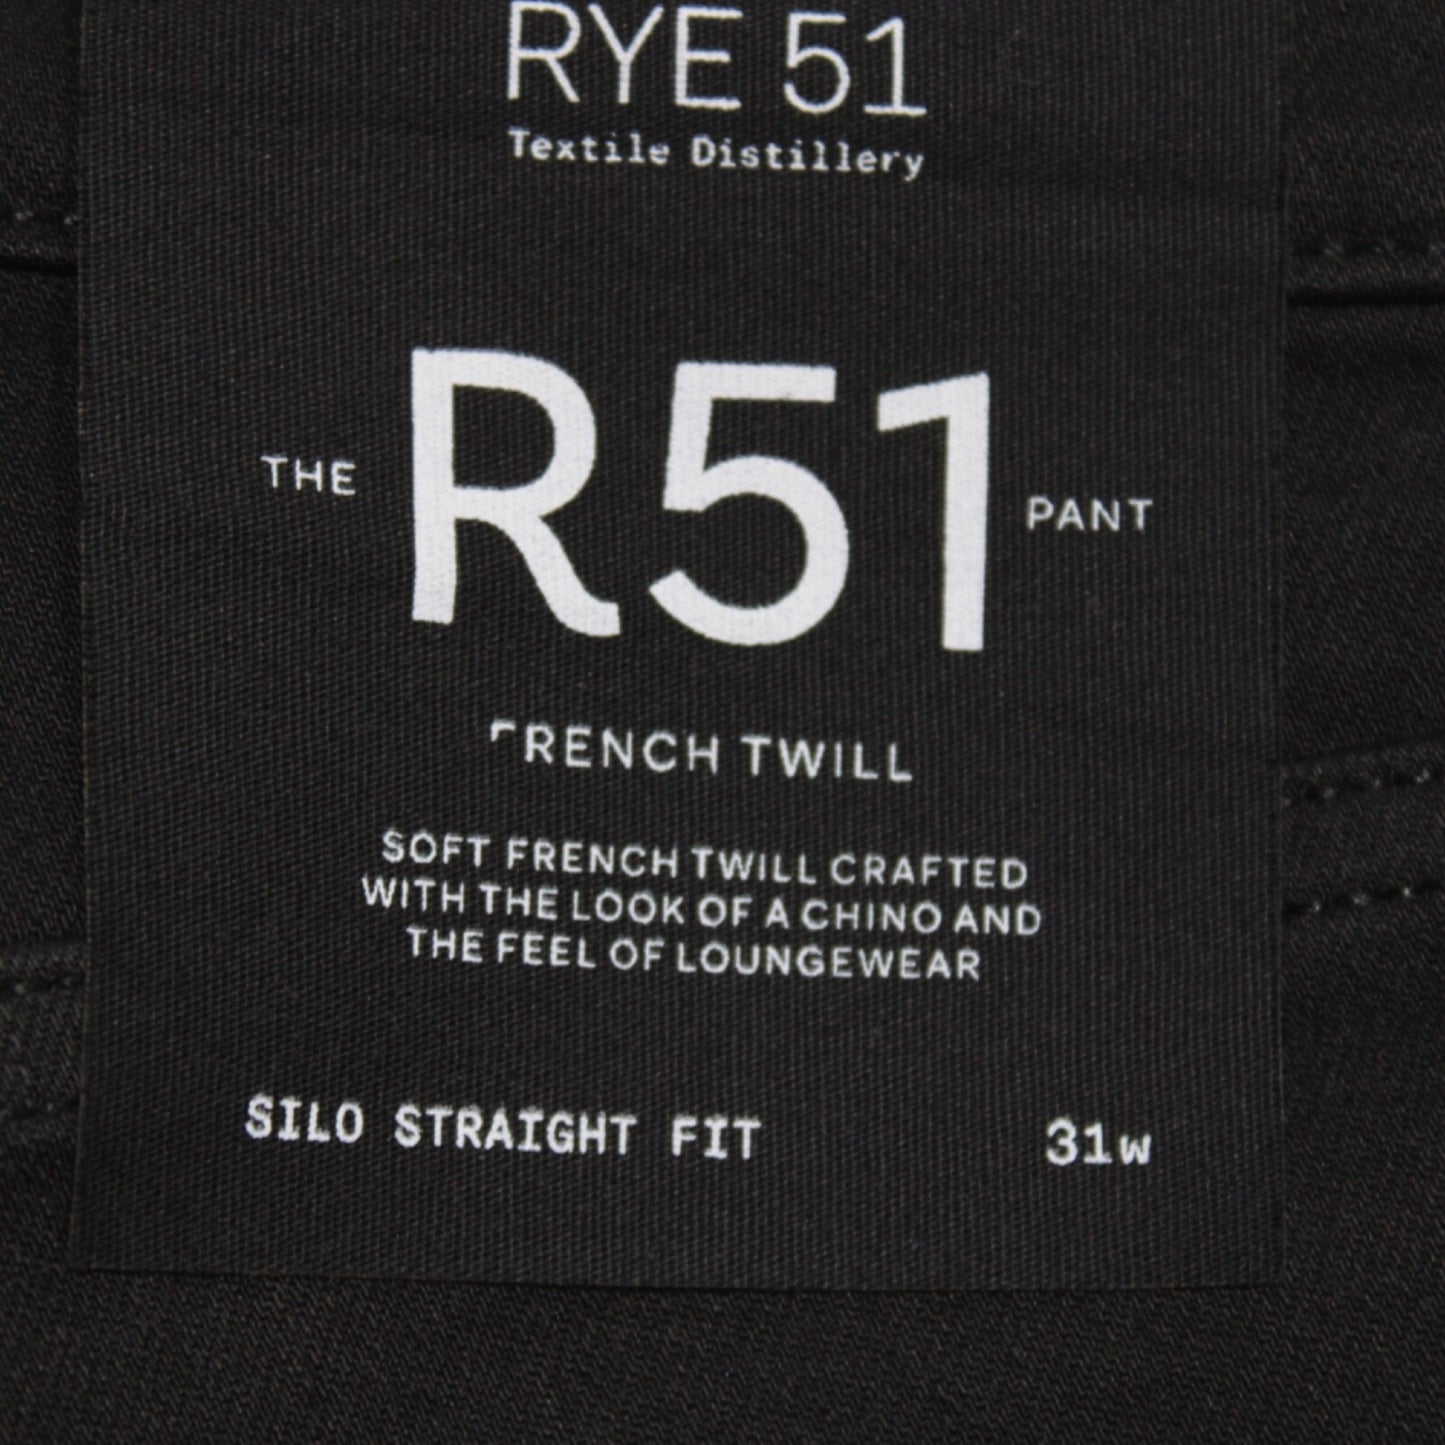 RYE 51
Textile Distillery
THE R51 PANT
FRENCH TWILL
SOFT FRENCH TWILL CRAFTED
WITH THE LOOK OF A CHINO AND
THE FEEL OF LOUNGEWEAR
SILO STRAIGHT FIT 31w